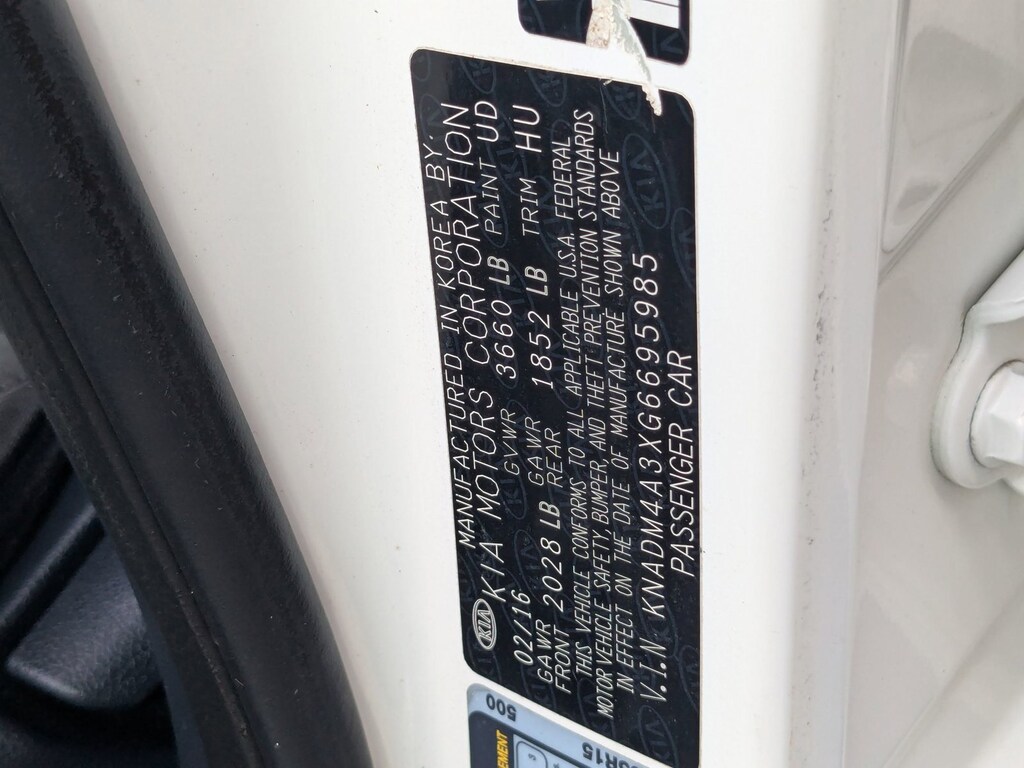 MANUFACTURED IN KOREA BY
KIA KIA MOTORS CORPORATION
02/16 GVWR 3660 LB PAINT UD
GAWR FRONT 2028 LB GAWR REAR 1852 LB TRIM HU
THIS VEHICLE CONFORMS TO ALL APPLICABLE U.S.A. FEDERAL
MOTOR VEHICLE SAFETY, BUMPER, AND THEFT PREVENTION STANDARDS
IN EFFECT ON THE DATE OF MANUFACTURE SHOWN ABOVE
V.I.N KNADM4A3XG6695985
PASSENGER CAR
500